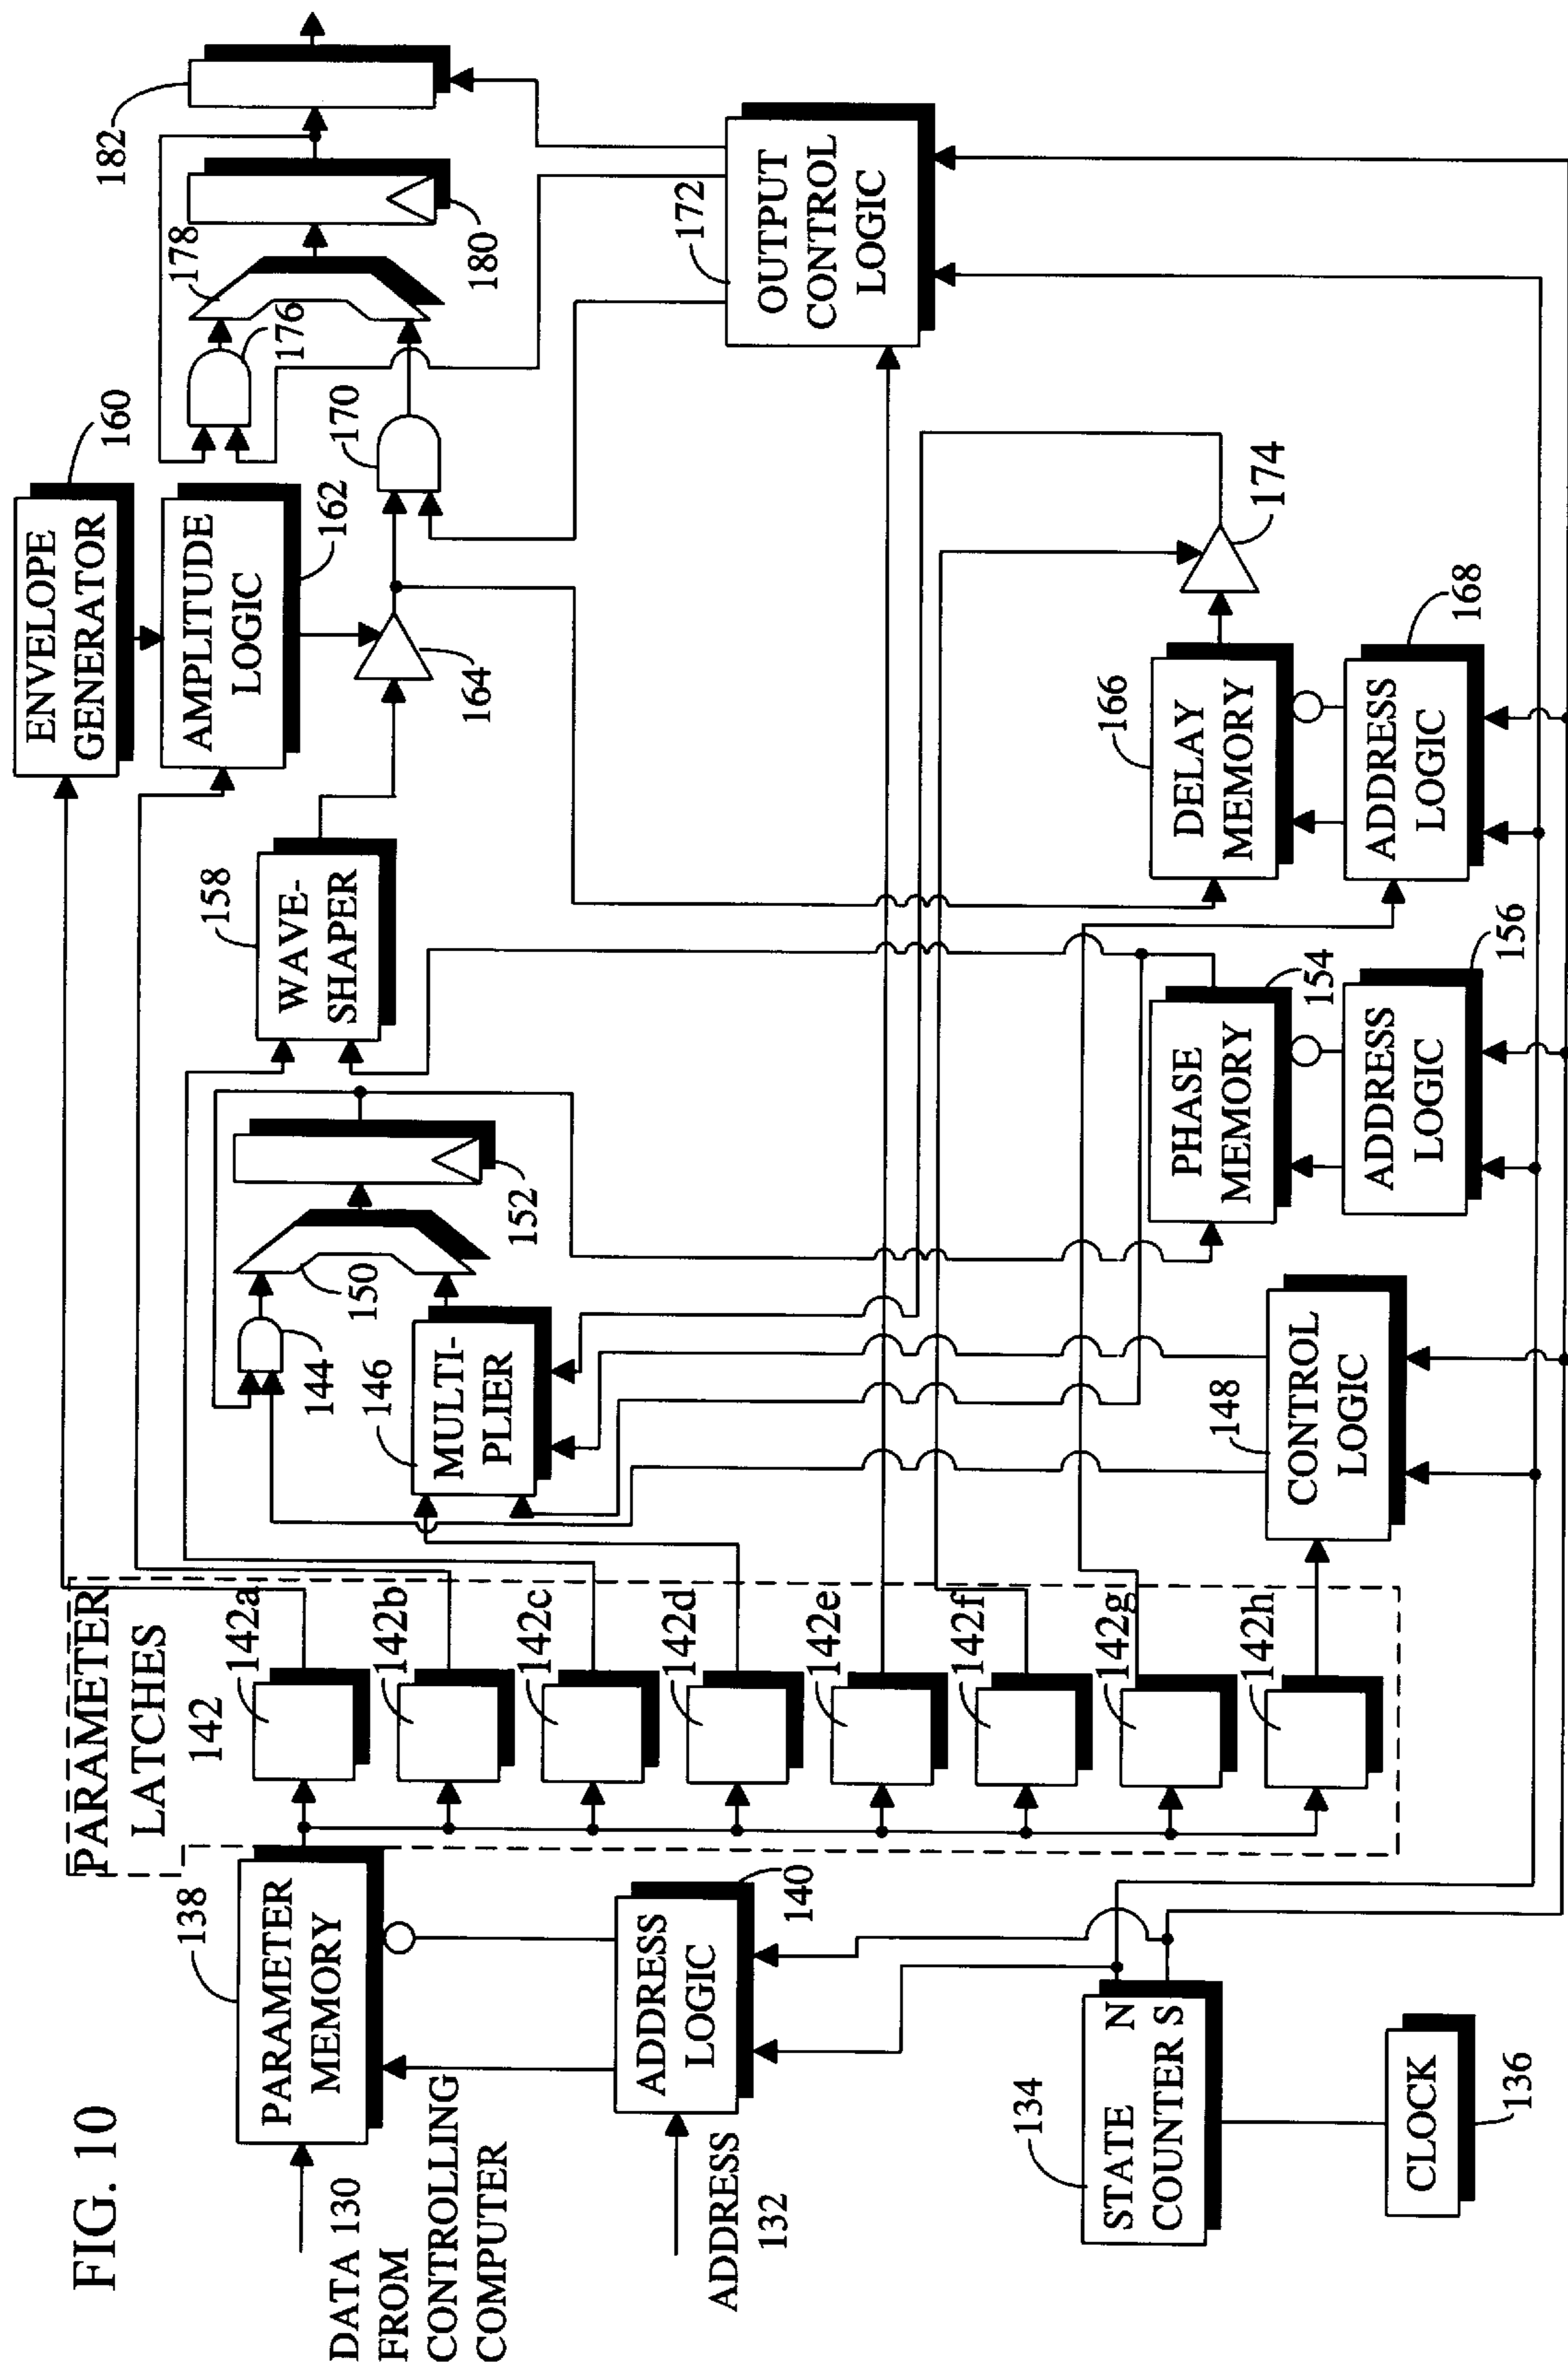 FIG. 10
DATA 130
FROM
CONTROLLING
COMPUTER
138
PARAMETER
MEMORY
ADDRESS
132
ADDRESS
LOGIC
140
134
STATE N
COUNTER S
CLOCK
136
PARAMETER
LATCHES
142
142a
142b
142c
142d
142e
142f
142g
142h
144
146
MULTI-
PLIER
148
CONTROL
LOGIC
150
152
PHASE
MEMORY
154
ADDRESS
LOGIC
156
158
WAVE-
SHAPER
ENVELOPE
GENERATOR
160
AMPLITUDE
LOGIC
162
164
166
DELAY
MEMORY
ADDRESS
LOGIC
168
170
172
OUTPUT
CONTROL
LOGIC
174
176
178
180
182